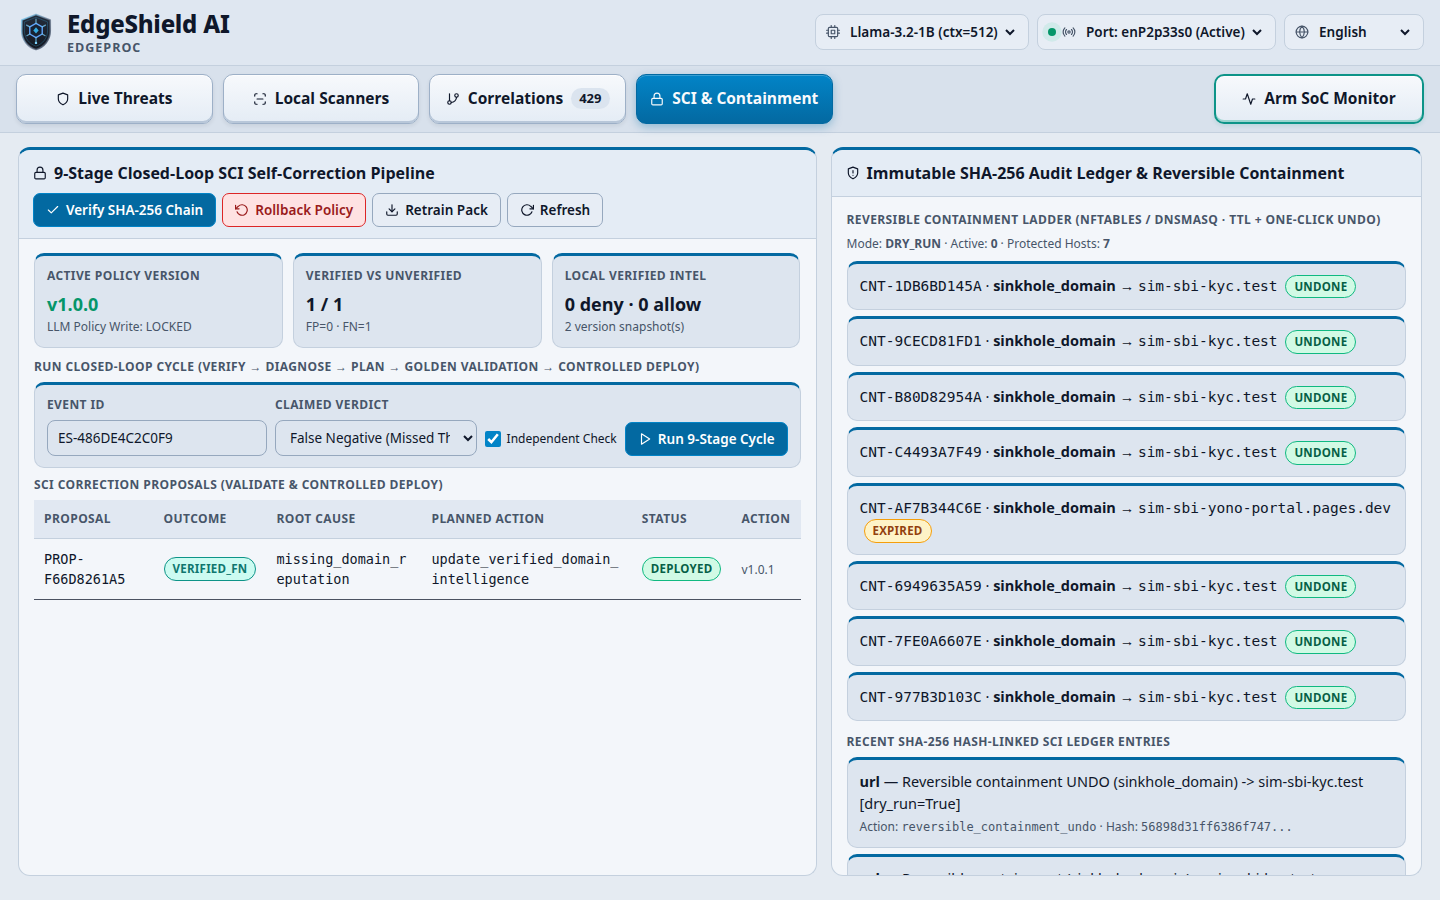 EdgeShield AI
EDGEPROC
Llama-3.2-1B (ctx=512)
Port: enP2p33s0 (Active)
English
Live Threats
Local Scanners
Correlations 429
SCI & Containment
Arm SoC Monitor
9-Stage Closed-Loop SCI Self-Correction Pipeline
Verify SHA-256 Chain
Rollback Policy
Retrain Pack
Refresh
ACTIVE POLICY VERSION
v1.0.0
LLM Policy Write: LOCKED
VERIFIED VS UNVERIFIED
1 / 1
FP=0 · FN=1
LOCAL VERIFIED INTEL
0 deny · 0 allow
2 version snapshot(s)
RUN CLOSED-LOOP CYCLE (VERIFY → DIAGNOSE → PLAN → GOLDEN VALIDATION → CONTROLLED DEPLOY)
EVENT ID
ES-486DE4C2C0F9
CLAIMED VERDICT
False Negative (Missed Th
Independent Check
Run 9-Stage Cycle
SCI CORRECTION PROPOSALS (VALIDATE & CONTROLLED DEPLOY)
PROPOSAL OUTCOME ROOT CAUSE PLANNED ACTION STATUS ACTION
PROP-
F66D8261A5
VERIFIED_FN
missing_domain_r
eputation
update_verified_domain_
intelligence
DEPLOYED
v1.0.1
Immutable SHA-256 Audit Ledger & Reversible Containment
REVERSIBLE CONTAINMENT LADDER (NFTABLES / DNSMASQ · TTL + ONE-CLICK UNDO)
Mode: DRY_RUN · Active: 0 · Protected Hosts: 7
CNT-1DB6BD145A · sinkhole_domain → sim-sbi-kyc.test UNDONE
CNT-9CECD81FD1 · sinkhole_domain → sim-sbi-kyc.test UNDONE
CNT-B80D82954A · sinkhole_domain → sim-sbi-kyc.test UNDONE
CNT-C4493A7F49 · sinkhole_domain → sim-sbi-kyc.test UNDONE
CNT-AF7B344C6E · sinkhole_domain → sim-sbi-yono-portal.pages.dev
EXPIRED
CNT-6949635A59 · sinkhole_domain → sim-sbi-kyc.test UNDONE
CNT-7FE0A6607E · sinkhole_domain → sim-sbi-kyc.test UNDONE
CNT-977B3D103C · sinkhole_domain → sim-sbi-kyc.test UNDONE
RECENT SHA-256 HASH-LINKED SCI LEDGER ENTRIES
url — Reversible containment UNDO (sinkhole_domain) -> sim-sbi-kyc.test
[dry_run=True]
Action: reversible_containment_undo · Hash: 56898d31ff6386f747...